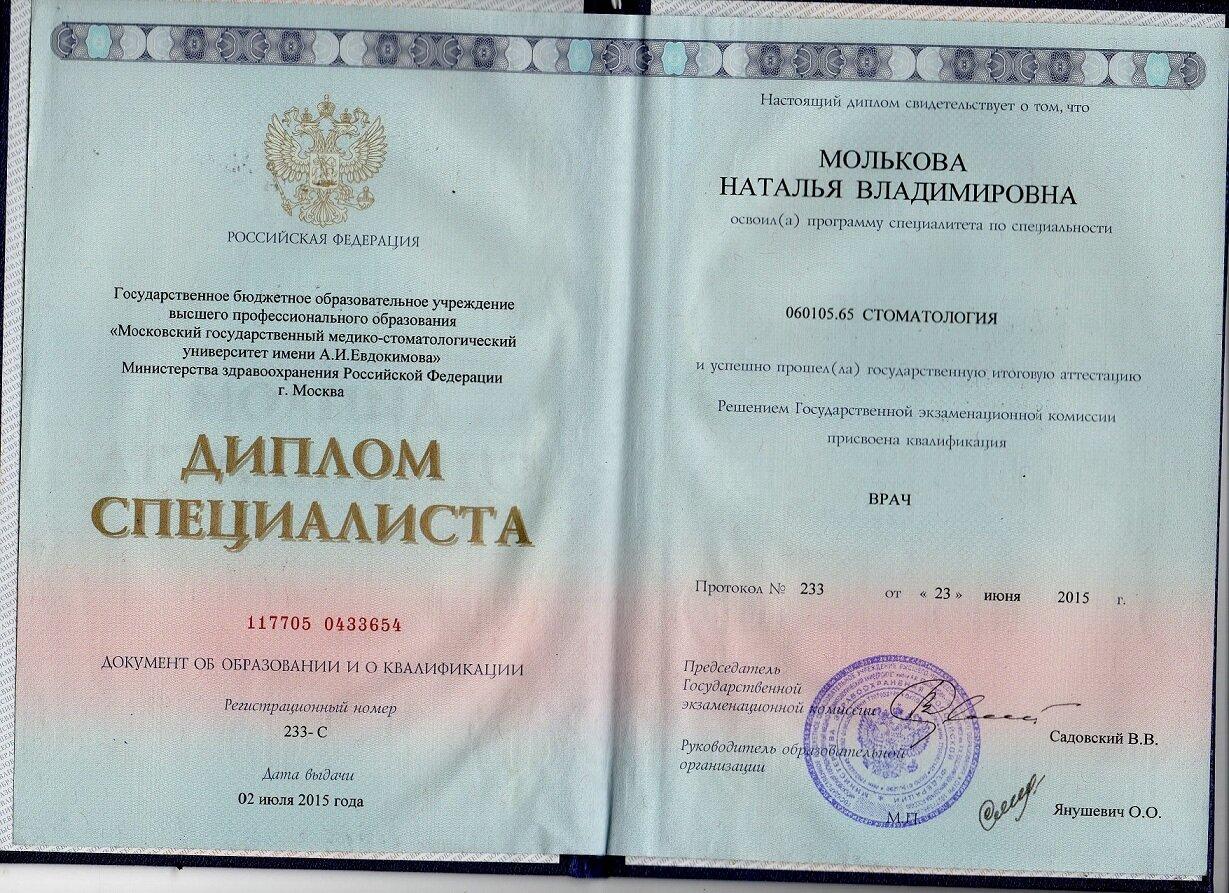 РОССИЙСКАЯ ФЕДЕРАЦИЯ
Государственное бюджетное образовательное учреждение
высшего профессионального образования
«Московский государственный медико-стоматологический
университет имени А.И.Евдокимова»
Министерства здравоохранения Российской Федерации
г. Москва
ДИПЛОМ
СПЕЦИАЛИСТА
117705 0433654
ДОКУМЕНТ ОБ ОБРАЗОВАНИИ И О КВАЛИФИКАЦИИ
Регистрационный номер
233- С
Дата выдачи
02 июля 2015 года
Настоящий диплом свидетельствует о том, что
МОЛЬКОВА
НАТАЛЬЯ ВЛАДИМИРОВНА
освоил(а) программу специалитета по специальности
060105.65 СТОМАТОЛОГИЯ
и успешно прошел(ла) государственную итоговую аттестацию
Решением Государственной экзаменационной комиссии
присвоена квалификация
ВРАЧ
Протокол № 233 от « 23 » июня 2015 г.
Председатель
Государственной
экзаменационной комиссии
Садовский В.В.
Руководитель образовательной
организации
Янушевич О.О.
М.П.